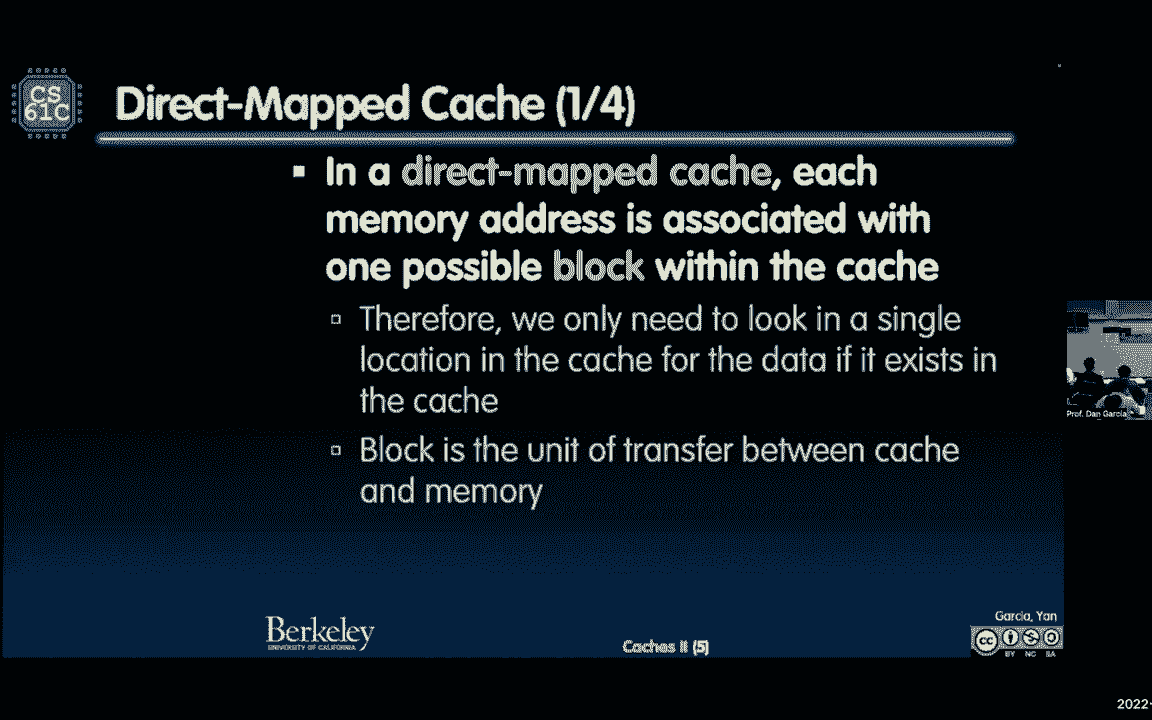 CS
61C
Direct-Mapped Cache (1/4)
In a direct-mapped cache, each
memory address is associated with
one possible block within the cache
Therefore, we only need to look in a single
location in the cache for the data if it exists in
the cache
Block is the unit of transfer between cache
and memory
Prof. Dan Garcia
Berkeley
UNIVERSITY OF CALIFORNIA
Caches II (5)
Garcia, Yan
cc
BY NC SA
2022-